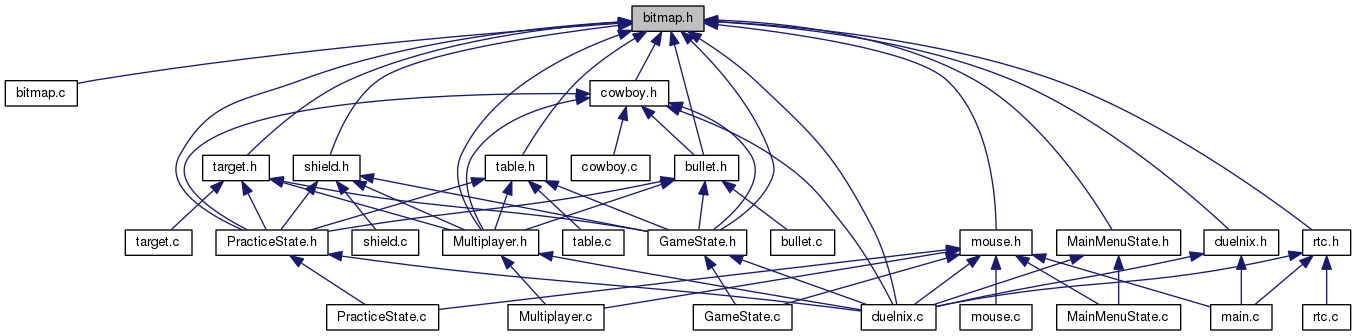 bitmap.h
bitmap.c
cowboy.h
target.h
shield.h
table.h
cowboy.c
bullet.h
target.c
PracticeState.h
shield.c
Multiplayer.h
table.c
GameState.h
bullet.c
mouse.h
MainMenuState.h
duelnix.h
rtc.h
PracticeState.c
Multiplayer.c
GameState.c
duelnix.c
mouse.c
MainMenuState.c
main.c
rtc.c